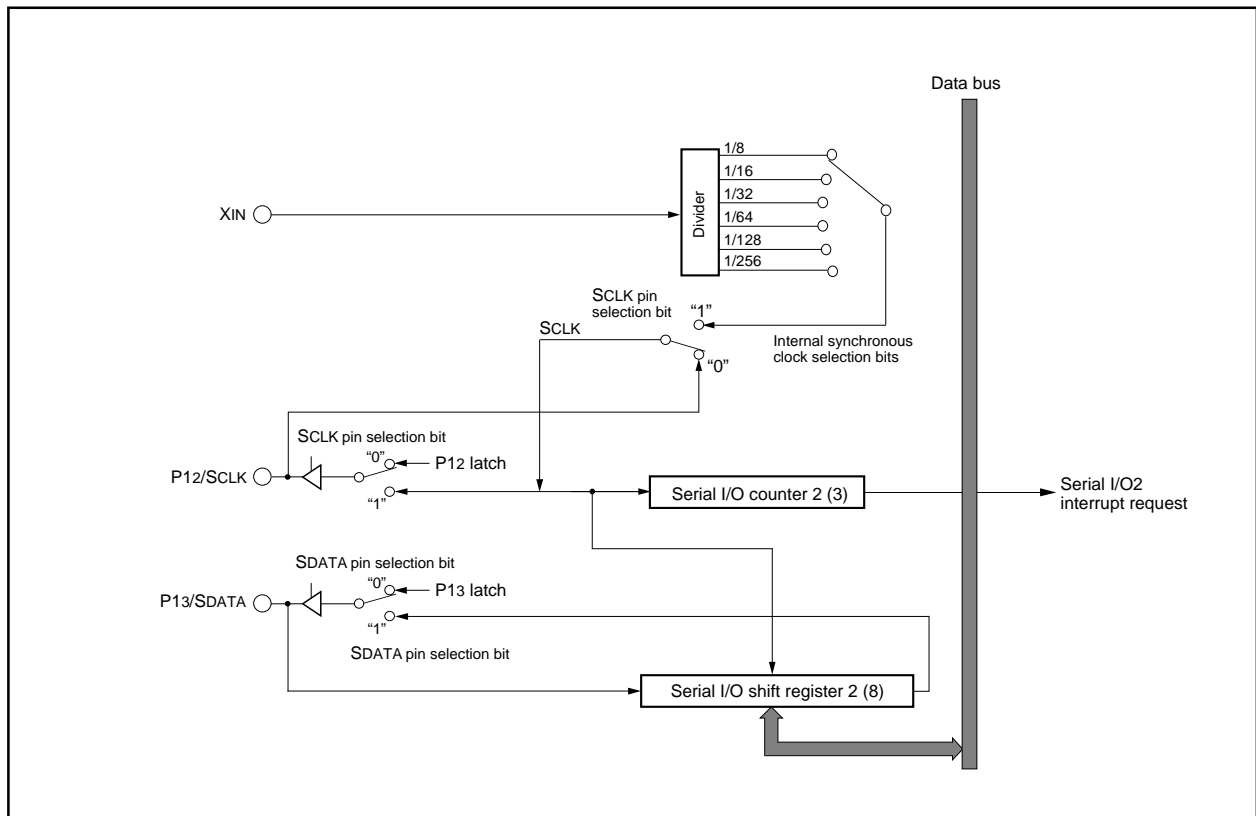 Data bus
1/8
1/16
XIN
Divider
1/32
1/64
1/128
1/256
SCLK pin
selection bit
“1”
SCLK
Internal synchronous
clock selection bits
“0”
SCLK pin selection bit
“0”
P12 latch
P12/SCLK
“1”
Serial I/O counter 2 (3)
Serial I/O2
interrupt request
SDATA pin selection bit
“0”
P13 latch
P13/SDATA
“1”
SDATA pin selection bit
Serial I/O shift register 2 (8)